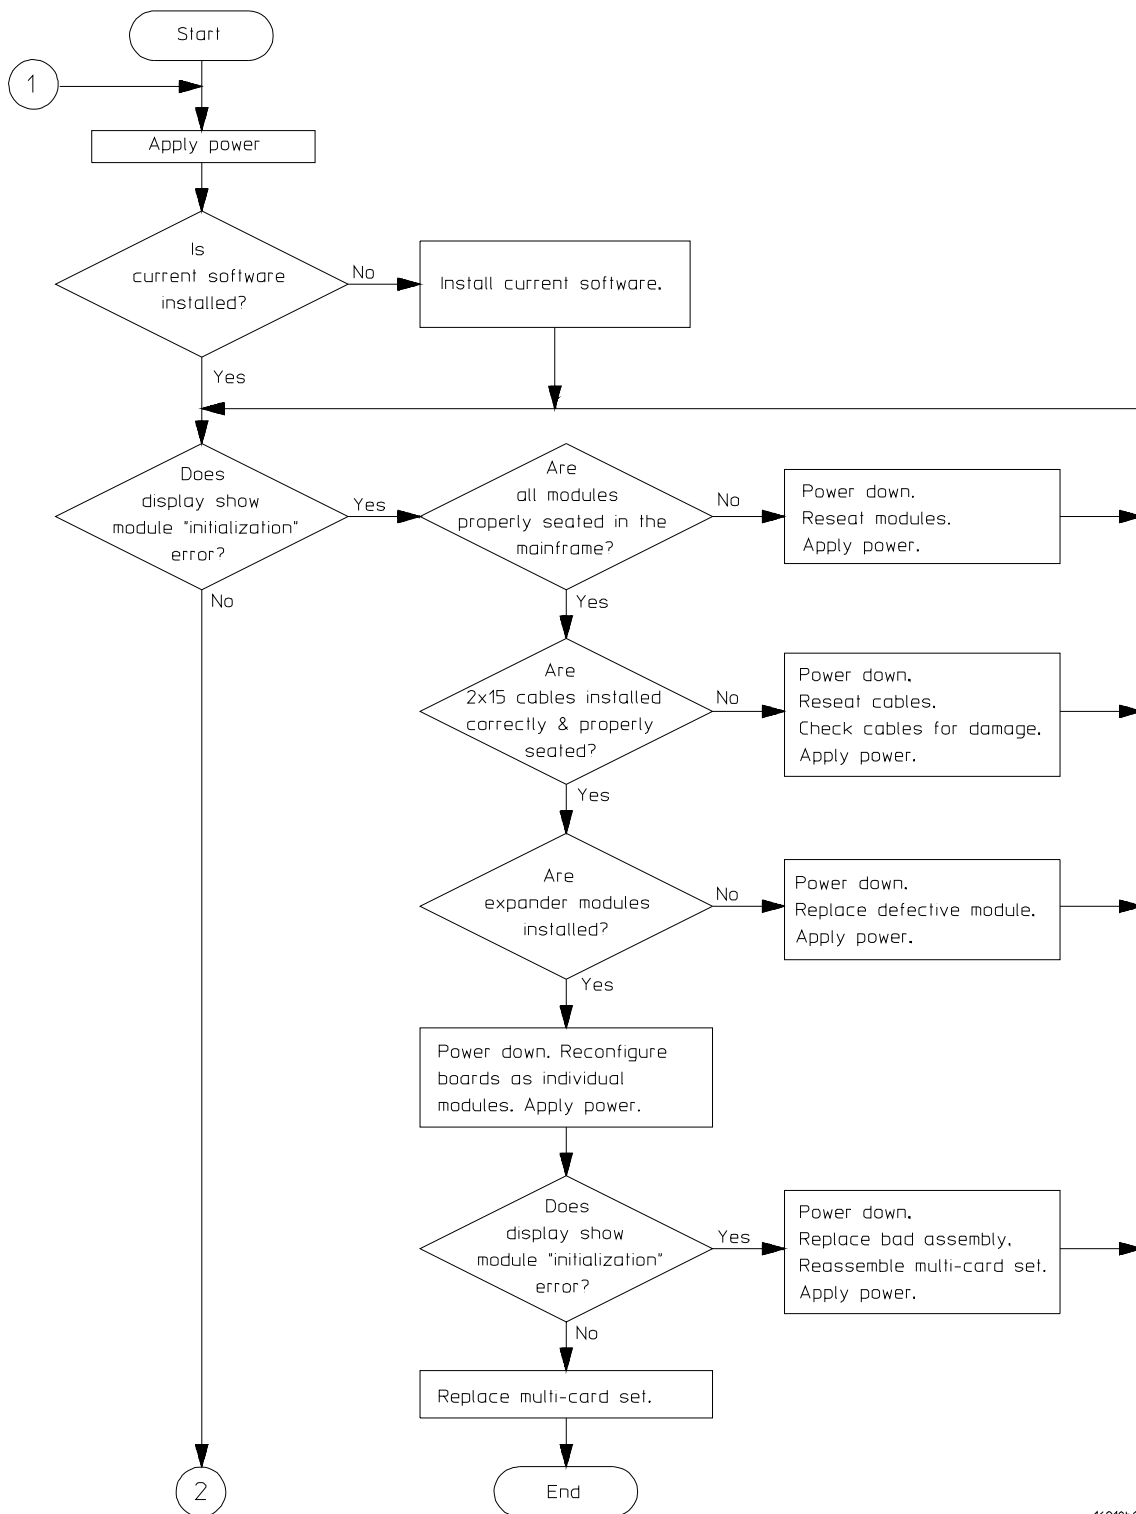 Start
1
Apply power
Is
current software
installed?
No
Install current software.
Yes
Does
display show
module "initialization"
error?
Yes
No
Are
all modules
properly seated in the
mainframe?
No
Power down.
Reseat modules.
Apply power.
Yes
Are
2x15 cables installed
correctly & properly
seated?
No
Power down.
Reseat cables.
Check cables for damage.
Apply power.
Yes
Are
expander modules
installed?
No
Power down.
Replace defective module.
Apply power.
Yes
Power down. Reconfigure
boards as individual
modules. Apply power.
Does
display show
module "initialization"
error?
Yes
Power down.
Replace bad assembly.
Reassemble multi-card set.
Apply power.
No
Replace multi-card set.
2
End